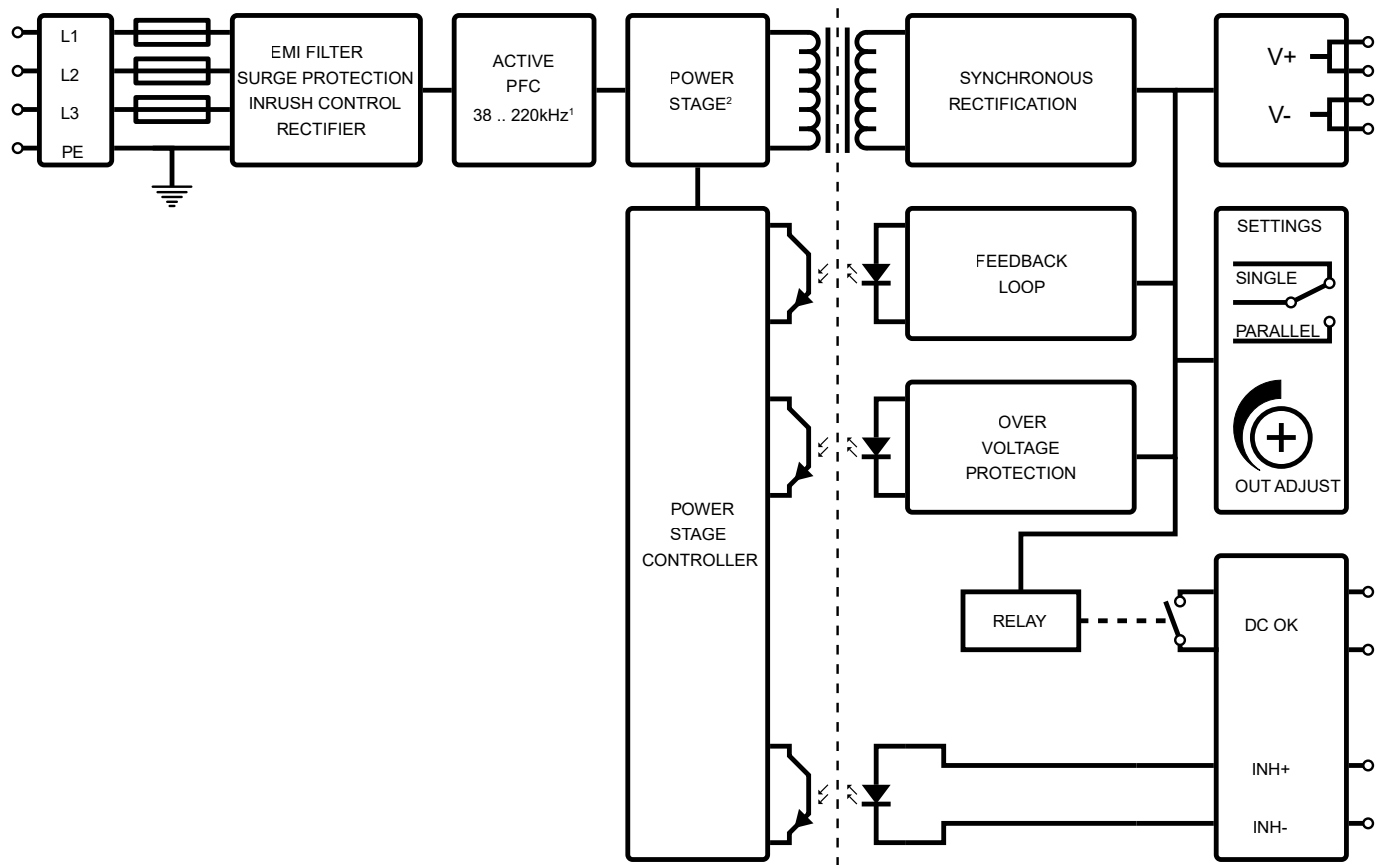 L1
L2
L3
PE
EMI FILTER
SURGE PROTECTION
INRUSH CONTROL
RECTIFIER
ACTIVE
PFC
38 .. 220kHz¹
POWER
STAGE²
SYNCHRONOUS
RECTIFICATION
V+
V-
POWER
STAGE
CONTROLLER
FEEDBACK
LOOP
OVER
VOLTAGE
PROTECTION
SETTINGS
SINGLE
PARALLEL
OUT ADJUST
RELAY
DC OK
INH+
INH-